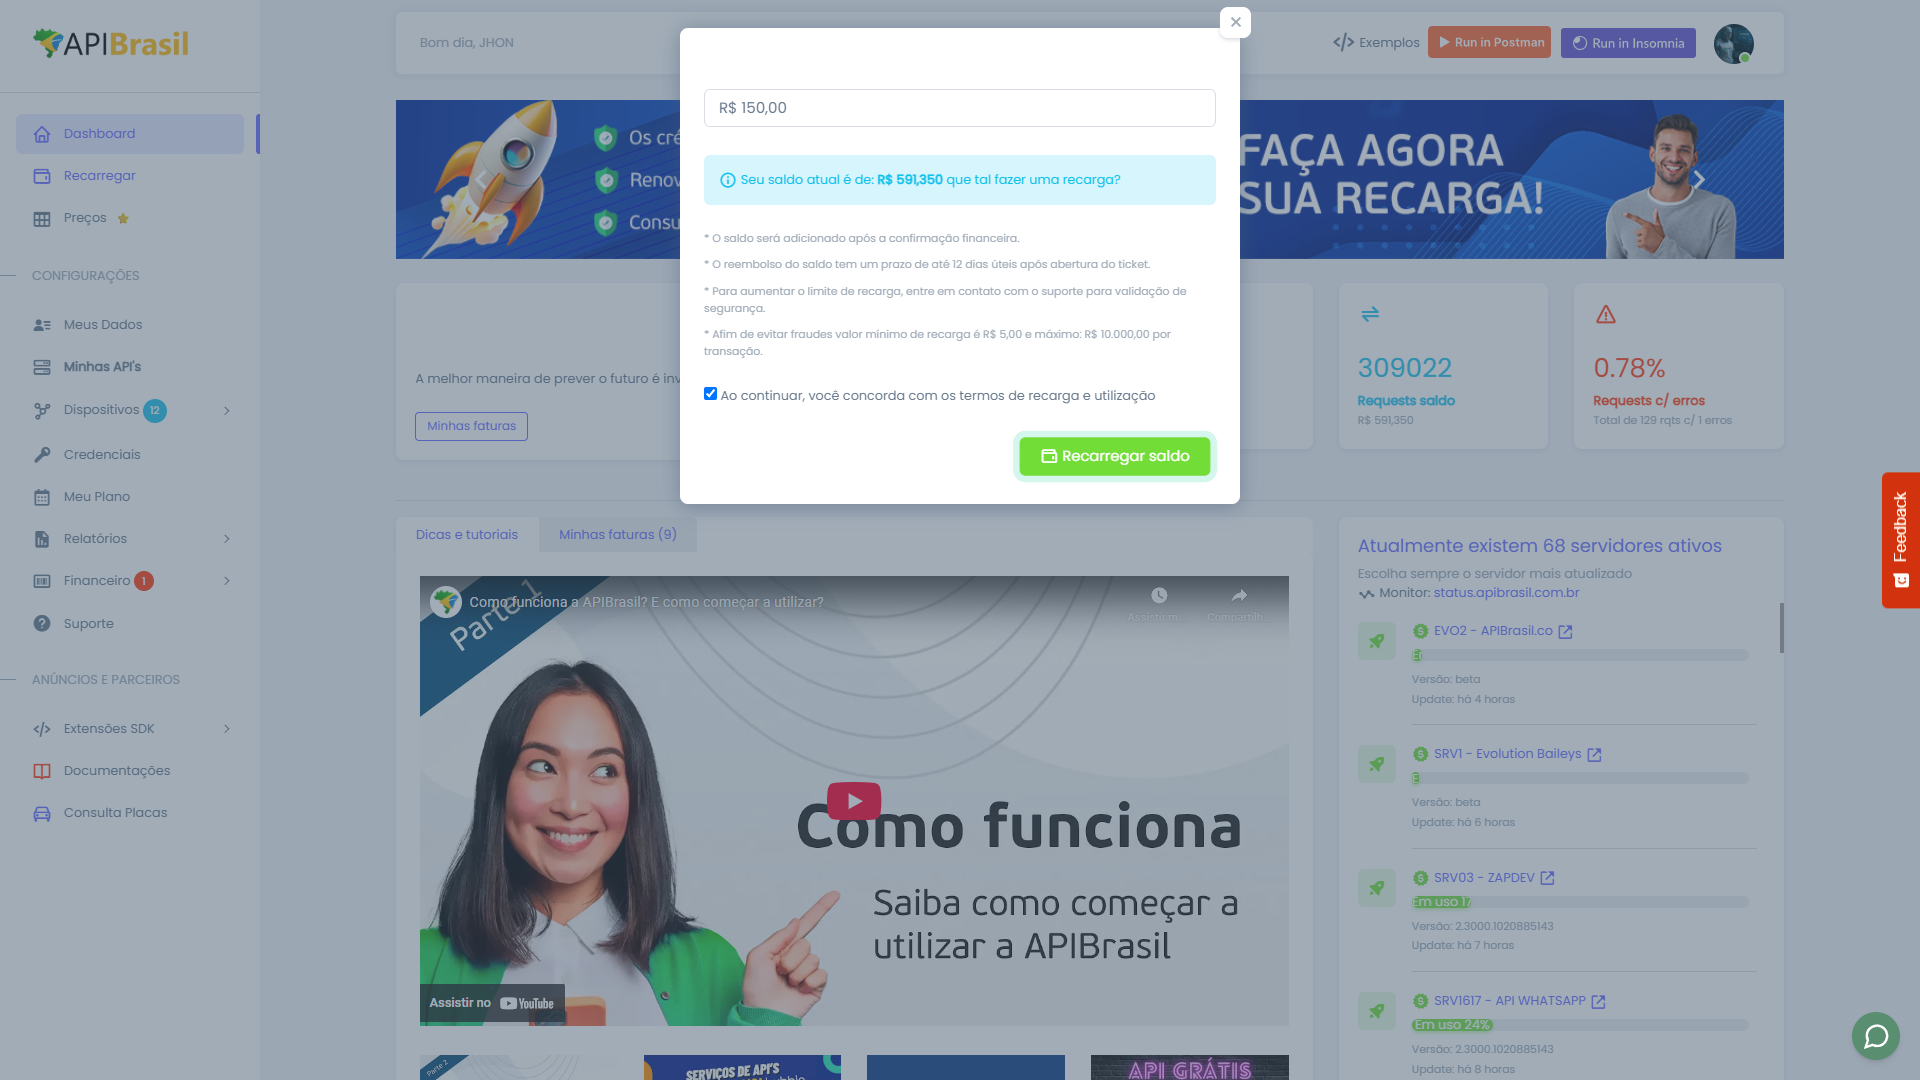 APIBrasil
Dashboard
Recarregar
Preços
CONFIGURAÇÕES
Meus Dados
Minhas API's
Dispositivos 12
Credenciais
Meu Plano
Relatórios
Financeiro 1
Suporte
ANÚNCIOS E PARCEIROS
Extensões SDK
Documentações
Consulta Placas
Bom dia, JHON
Exemplos
Run in Postman
Run in Insomnia
Os cré
Renov
Consu
FAÇA AGORA
SUA RECARGA!
R$ 150,00
Seu saldo atual é de: R$ 591,350 que tal fazer uma recarga?
* O saldo será adicionado após a confirmação financeira.
* O reembolso do saldo tem um prazo de até 12 dias úteis após abertura do ticket.
* Para aumentar o limite de recarga, entre em contato com o suporte para validação de
segurança.
* Afim de evitar fraudes valor mínimo de recarga é R$ 5,00 e máximo: R$ 10.000,00 por
transação.
Ao continuar, você concorda com os termos de recarga e utilização
Recarregar saldo
A melhor maneira de prever o futuro é inv
Minhas faturas
309022
Requests saldo
R$ 591,350
0.78%
Requests c/ erros
Total de 129 rqts c/ 1 erros
Dicas e tutoriais
Minhas faturas (9)
Parte 1
Como funciona a APIBrasil? E como começar a utilizar?
Assistir m...
Compartilh...
Como funciona
Saiba como começar a
utilizar a APIBrasil
Assistir no YouTube
Parte 2
SERVIÇOS DE API'S
API GRÁTIS
Atualmente existem 68 servidores ativos
Escolha sempre o servidor mais atualizado
Monitor: status.apibrasil.com.br
EVO2 - APIBrasil.co
Versão: beta
Update: há 4 horas
SRV1 - Evolution Baileys
E
Versão: beta
Update: há 6 horas
SRV03 - ZAPDEV
Em uso 17
Versão: 2.3000.1020885143
Update: há 7 horas
SRV1617 - API WHATSAPP
Em uso 24%
Versão: 2.3000.1020885143
Update: há 8 horas
Feedback